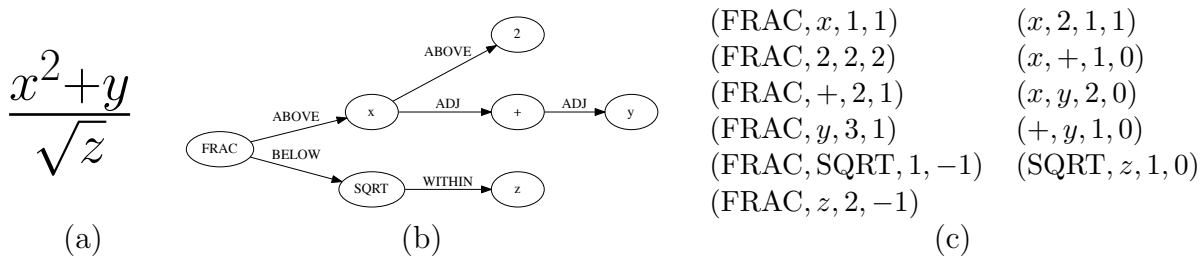 x²+y
√z
(a)
2
ABOVE
x
ADJ
+
ADJ
y
ABOVE
FRAC
BELOW
SQRT
WITHIN
z
(b)
(FRAC, x, 1, 1) (x, 2, 1, 1)
(FRAC, 2, 2, 2) (x, +, 1, 0)
(FRAC, +, 2, 1) (x, y, 2, 0)
(FRAC, y, 3, 1) (+, y, 1, 0)
(FRAC, SQRT, 1, −1) (SQRT, z, 1, 0)
(FRAC, z, 2, −1)
(c)